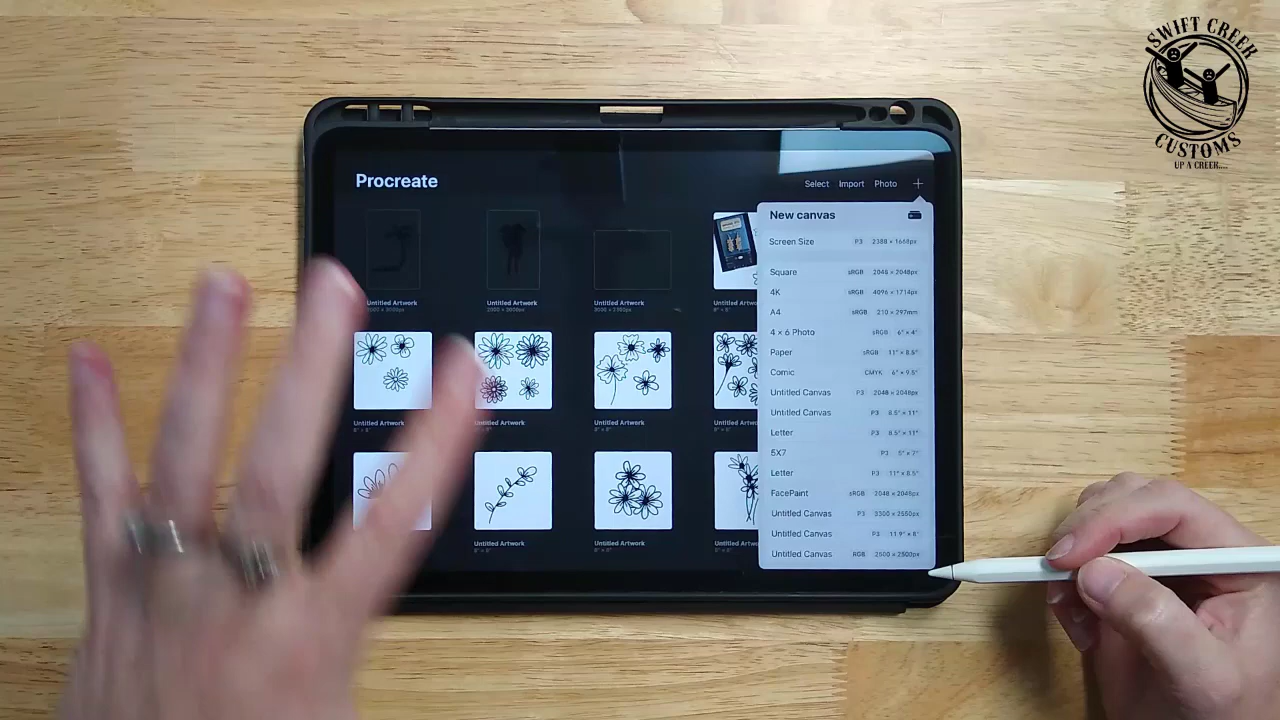 SWIFT CREEK
CUSTOMS
UP A CREEK....
Procreate
Select Import Photo +
New canvas
Screen Size P3 2388 × 1668px
Square sRGB 2048 × 2048px
4K sRGB 4096 × 1714px
A4 sRGB 210 × 297mm
4 × 6 Photo sRGB 6" × 4"
Paper sRGB 11" × 8.5"
Comic CMYK 6" × 9.5"
Untitled Canvas P3 2048 × 2048px
Untitled Canvas P3 8.5" × 11"
Letter P3 8.5" × 11"
5X7 P3 5" × 7"
Letter P3 11" × 8.5"
FacePaint sRGB 2048 × 2048px
Untitled Canvas P3 3300 × 2550px
Untitled Canvas P3 11.9" × 8"
Untitled Canvas RGB 2500 × 2500px
Untitled Artwork
Untitled Artwork
Untitled Artwork
Untitled Artwork
Untitled Artwork
Untitled Artwork
Untitled Artwork
Untitled Artwork
Untitled Artwork
Untitled Artwork
Untitled Artwork